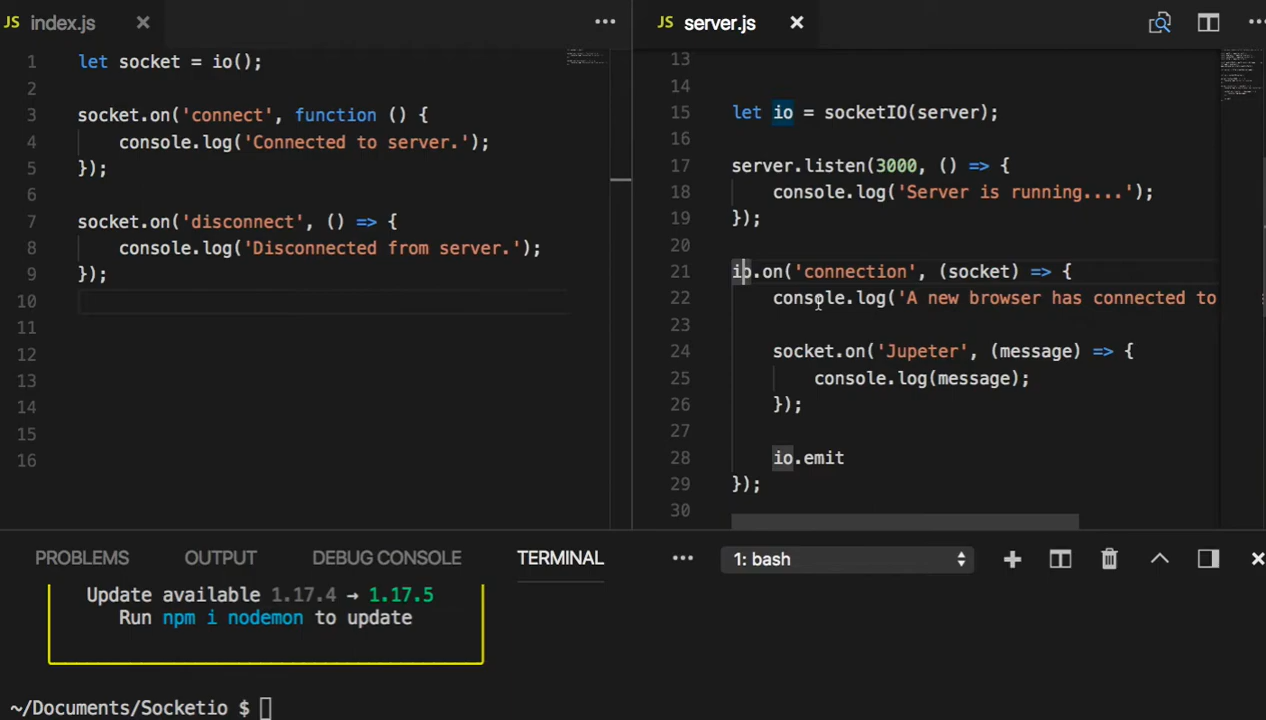 JS index.js
1 let socket = io();
2
3 socket.on('connect', function () {
4 console.log('Connected to server.');
5 });
6
7 socket.on('disconnect', () => {
8 console.log('Disconnected from server.');
9 });
10
11
12
13
14
15
16
JS server.js
13
14
15 let io = socketIO(server);
16
17 server.listen(3000, () => {
18 console.log('Server is running....');
19 });
20
21 io.on('connection', (socket) => {
22 console.log('A new browser has connected to
23
24 socket.on('Jupeter', (message) => {
25 console.log(message);
26 });
27
28 io.emit
29 });
30
PROBLEMS OUTPUT DEBUG CONSOLE TERMINAL 1: bash
Update available 1.17.4 → 1.17.5
Run npm i nodemon to update
~/Documents/Socketio $